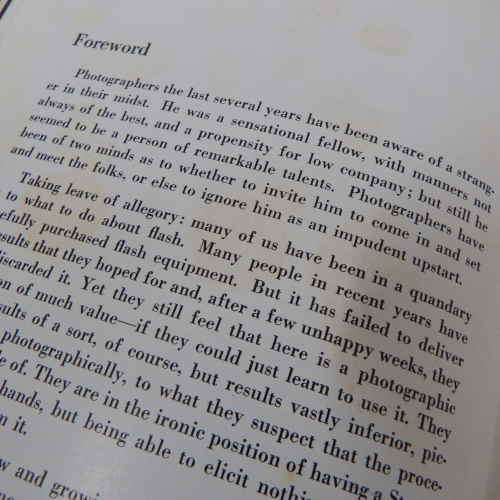 Foreword
Photographers the last several years have been aware of a strang-
er in their midst. He was a sensational fellow, with manners not
always of the best, and a propensity for low company; but still he
seemed to be a person of remarkable talents. Photographers have
been of two minds as to whether to invite him to come in and set
and meet the folks, or else to ignore him as an impudent upstart.
Taking leave of allegory: many of us have been in a quandary
to what to do about flash. Many people in recent years have
efully purchased flash equipment. But it has failed to deliver
sults that they hoped for and, after a few unhappy weeks, they
iscarded it. Yet they still feel that here is a photographic
on of much value—if they could just learn to use it. They
sults of a sort, of course, but results vastly inferior, pic-
photographically, to what they suspect that the proce-
le of. They are in the ironic position of having a
hands, but being able to elicit
m it.
w and